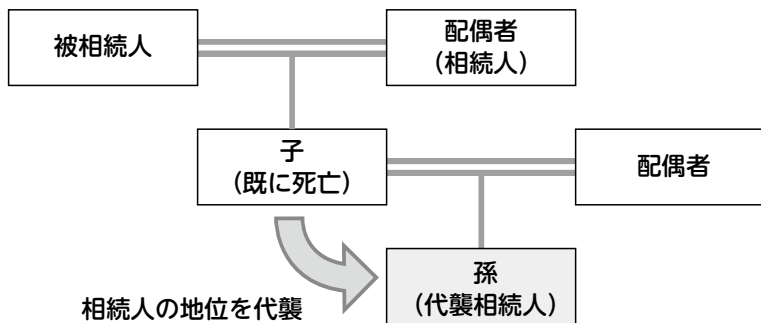 被相続人
配偶者
(相続人)
子
(既に死亡)
配偶者
孫
(代襲相続人)
相続人の地位を代襲